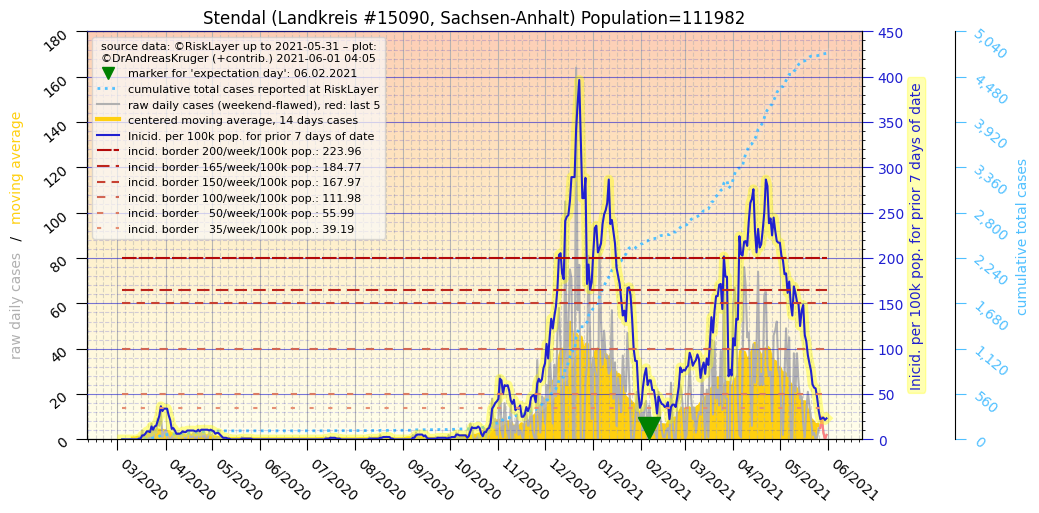 Stendal (Landkreis #15090, Sachsen-Anhalt) Population=111982
source data: ©RiskLayer up to 2021-05-31 – plot:
©DrAndreasKruger (+contrib.) 2021-06-01 04:05
marker for 'expectation day': 06.02.2021
cumulative total cases reported at RiskLayer
raw daily cases (weekend-flawed), red: last 5
centered moving average, 14 days cases
Inicid. per 100k pop. for prior 7 days of date
incid. border 200/week/100k pop.: 223.96
incid. border 165/week/100k pop.: 184.77
incid. border 150/week/100k pop.: 167.97
incid. border 100/week/100k pop.: 111.98
incid. border   50/week/100k pop.: 55.99
incid. border   35/week/100k pop.: 39.19
raw daily cases  /  moving average
180
160
140
120
100
80
60
40
20
0
03/2020
04/2020
05/2020
06/2020
07/2020
08/2020
09/2020
10/2020
11/2020
12/2020
01/2021
02/2021
03/2021
04/2021
05/2021
06/2021
450
400
350
300
250
200
150
100
50
0
Inicid. per 100k pop. for prior 7 days of date
5,040
4,480
3,920
3,360
2,800
2,240
1,680
1,120
560
0
cumulative total cases